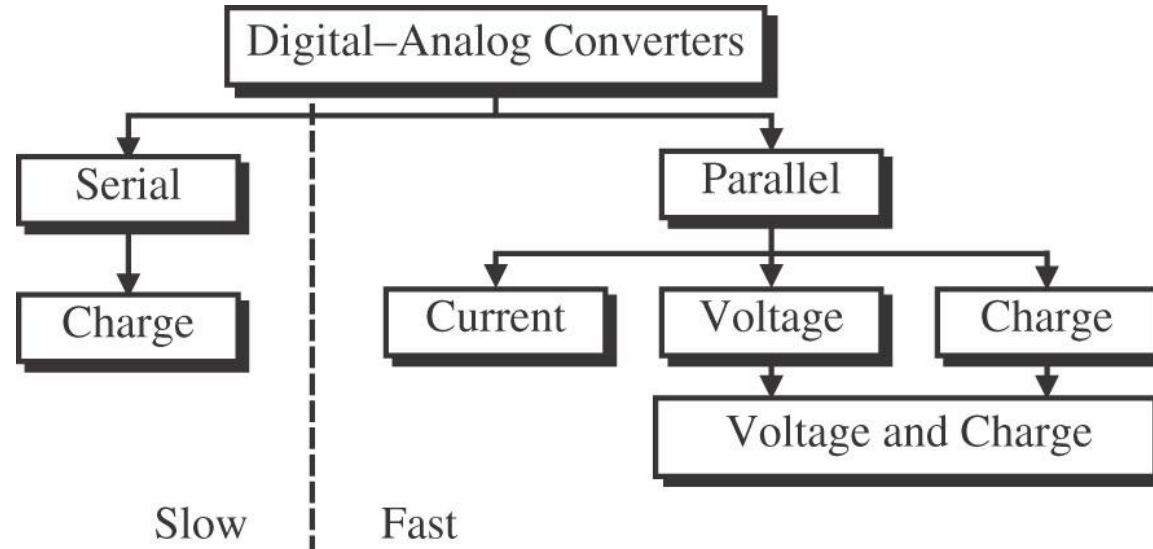 Digital–Analog Converters
Serial
Parallel
Charge
Current
Voltage
Charge
Voltage and Charge
Slow
Fast